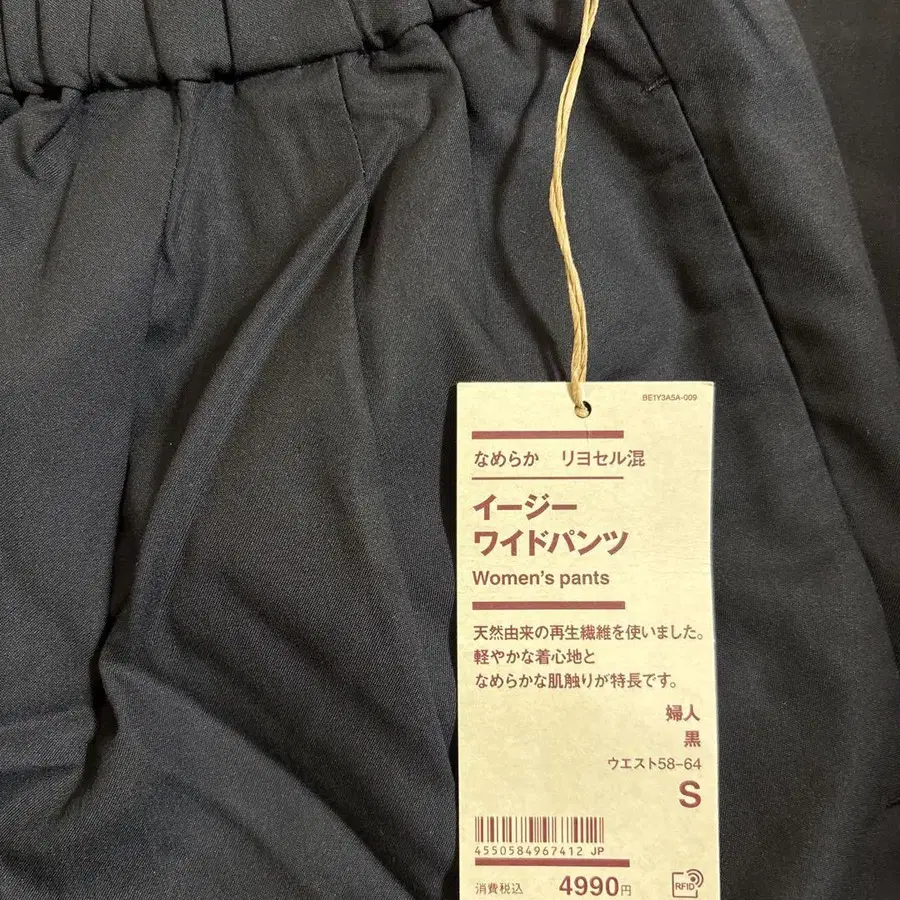 BE1Y3A5A-009
なめらか リヨセル混
イージー
ワイドパンツ
Women's pants
天然由来の再生繊維を使いました。
軽やかな着心地と
なめらかな肌触りが特長です。
婦人
黒
ウエスト58-64
S
4550584967412 JP
消費税込 4990円
RFID